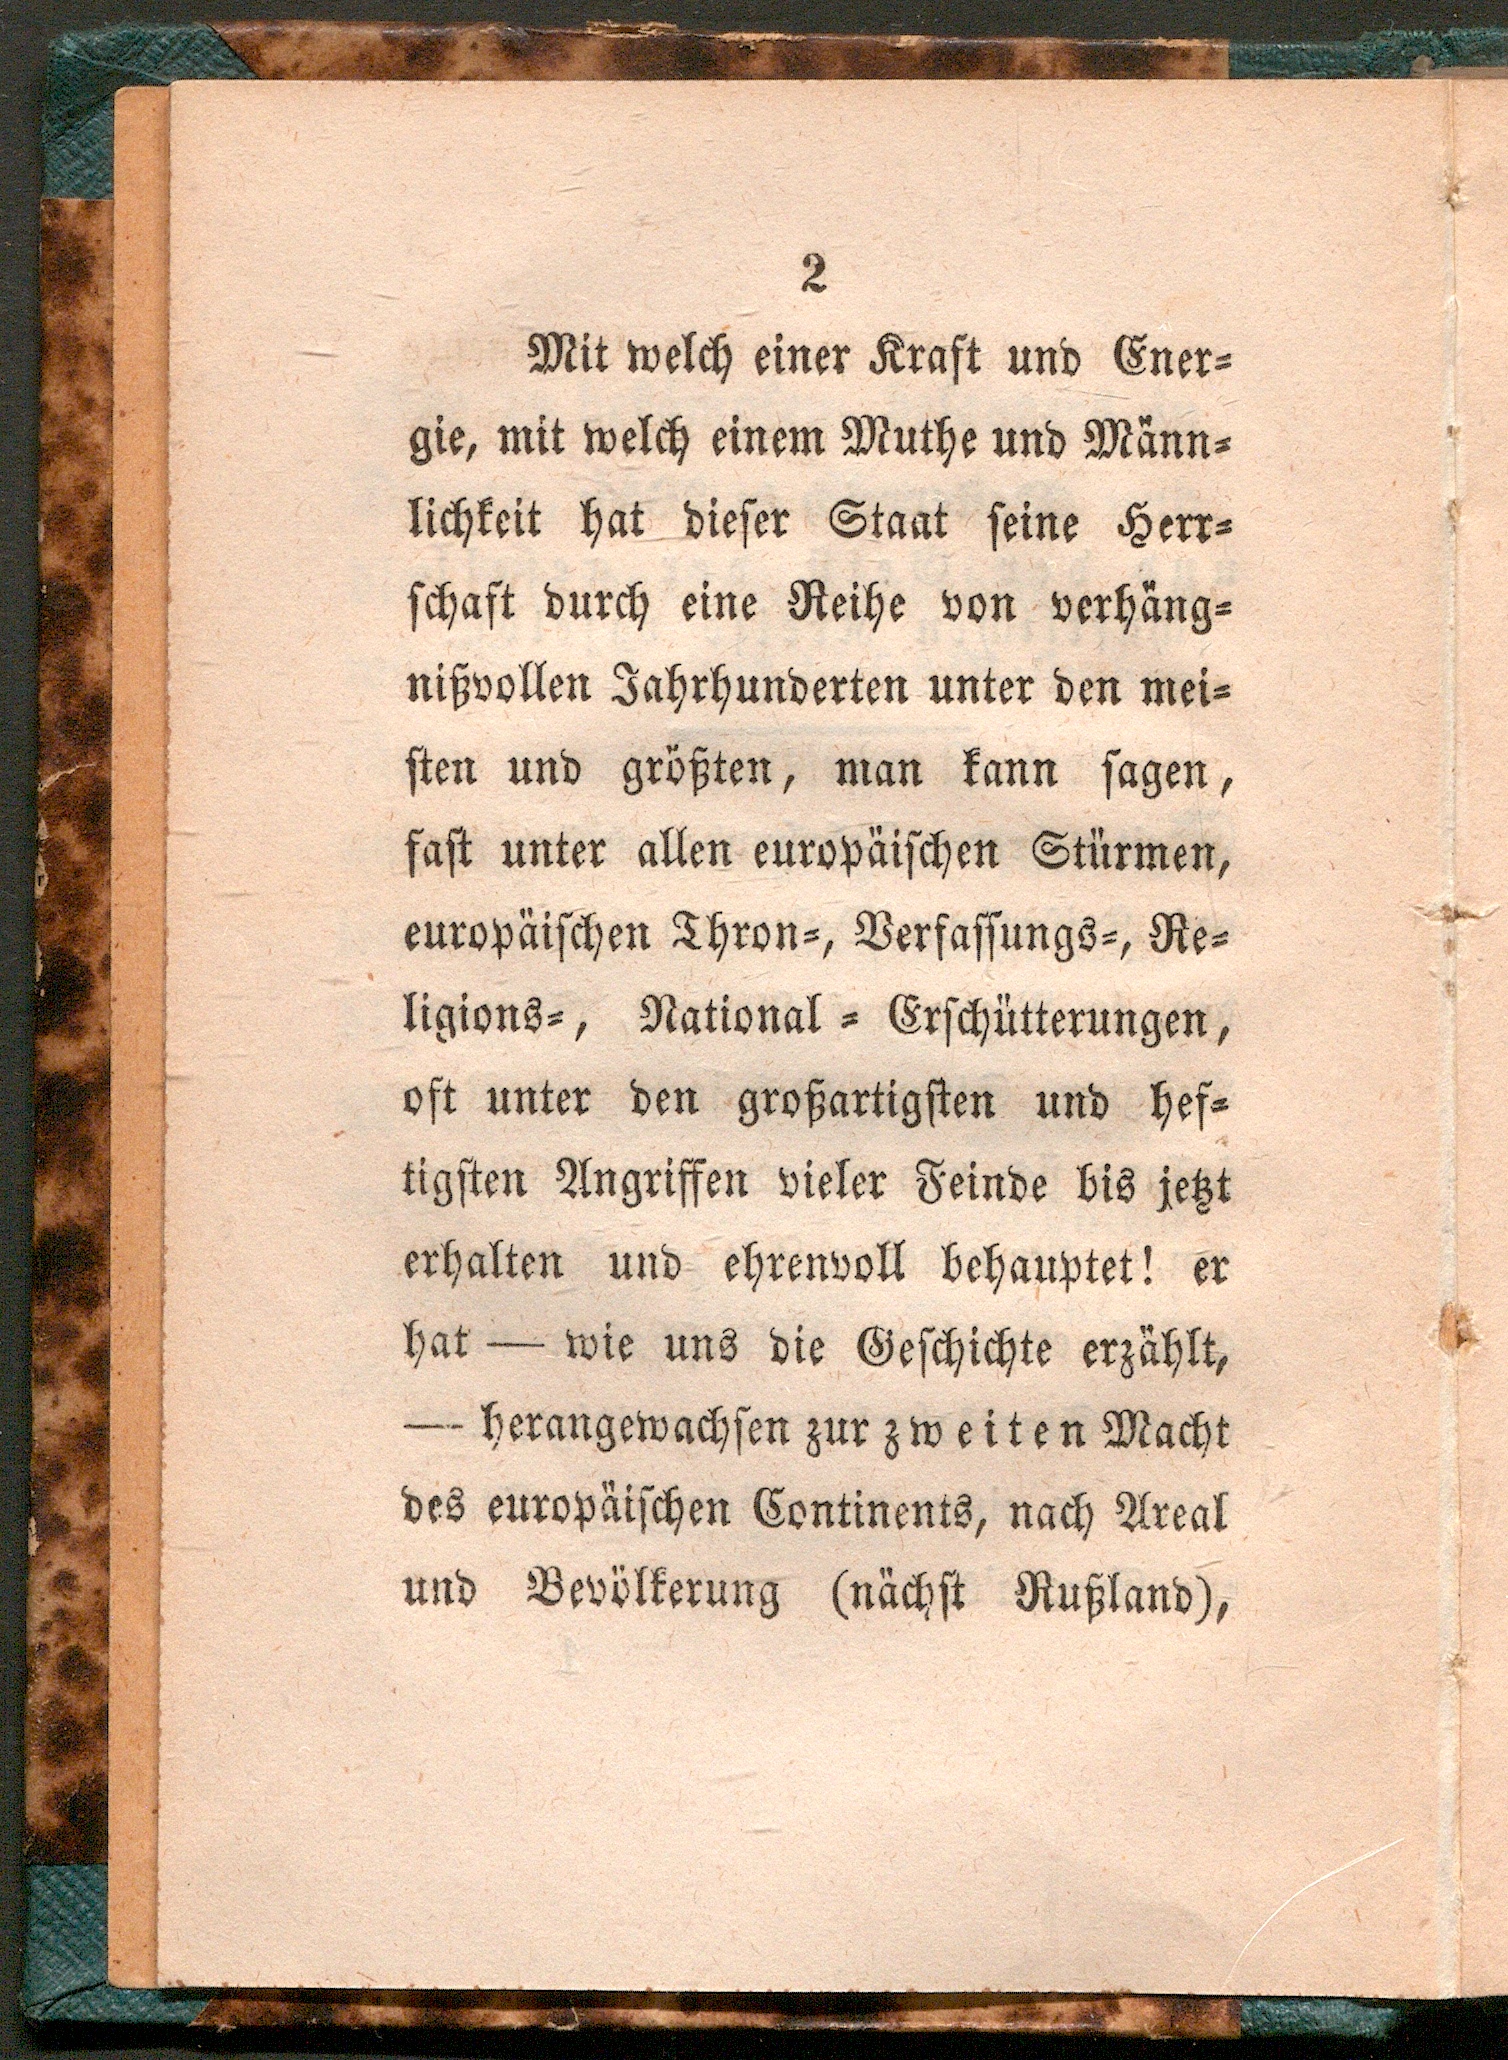 2
Mit welch einer Kraft und Ener-
gie, mit welch einem Muthe und Männ-
lichkeit hat dieser Staat seine Herr-
schaft durch eine Reihe von verhäng-
nißvollen Jahrhunderten unter den mei-
sten und größten, man kann sagen,
fast unter allen europäischen Stürmen,
europäischen Thron-, Verfassungs-, Re-
ligions-, National - Erschütterungen,
oft unter den großartigsten und hef-
tigsten Angriffen vieler Feinde bis jetzt
erhalten und ehrenvoll behauptet! er
hat — wie uns die Geschichte erzählt,
— herangewachsen zur zweiten Macht
des europäischen Continents, nach Areal
und Bevölkerung (nächst Rußland),